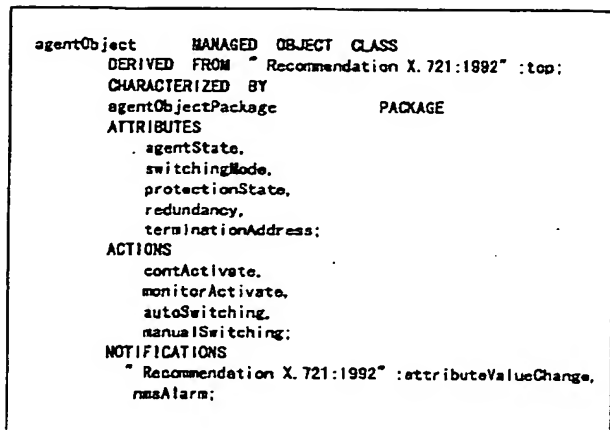 agentObject MANAGED OBJECT CLASS
DERIVED FROM " Recommendation X.721:1992" :top;
CHARACTERIZED BY
agentObjectPackage PACKAGE
ATTRIBUTES
agentState,
switchingMode,
protectionState,
redundancy,
terminationAddress;
ACTIONS
contActivate,
monitorActivate,
autoSwitching,
manualSwitching;
NOTIFICATIONS
" Recommendation X.721:1992" :attributeValueChange,
nmsAlarm;